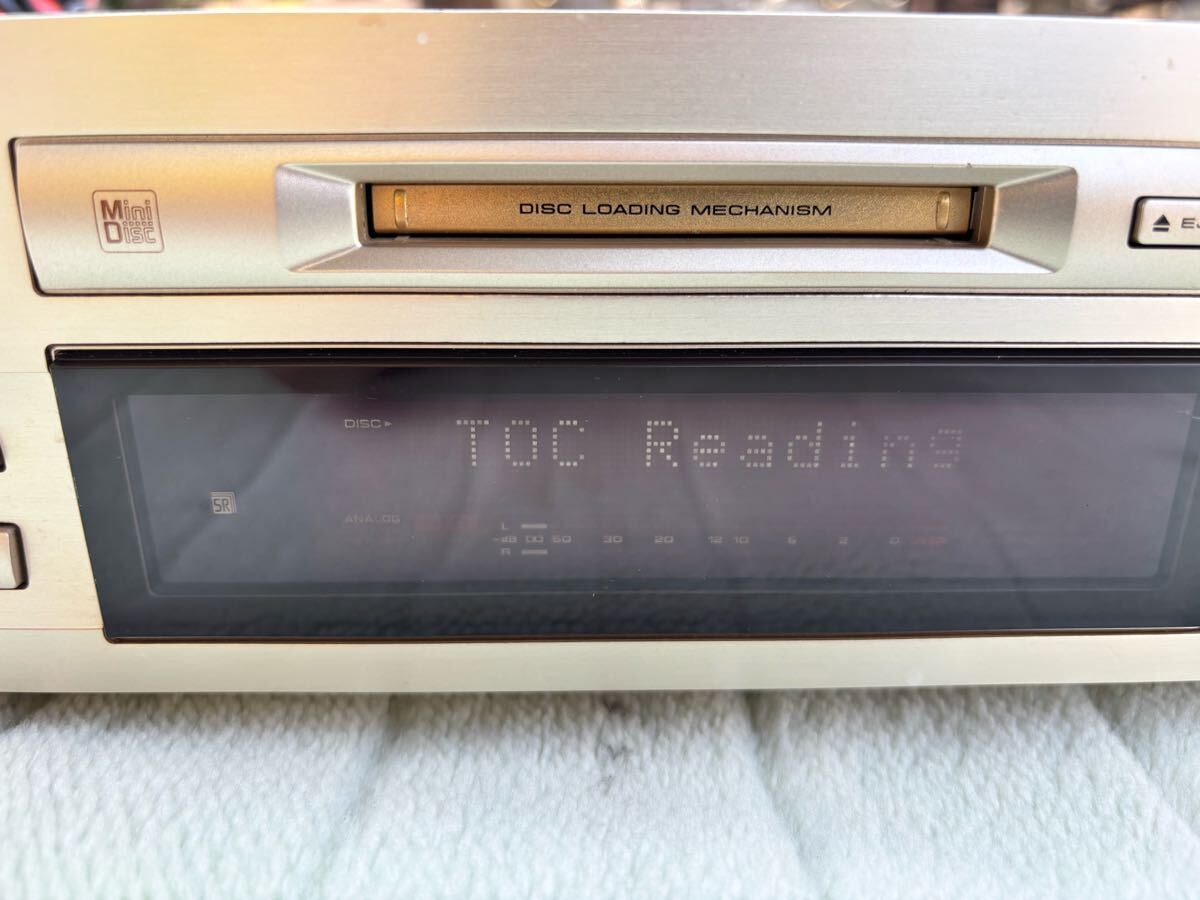 Mini
Disc
DISC LOADING MECHANISM
DISC
TOC Reading
SR
ANALOG
L
-dB ∞ 50 30 20 12 10 6 2 0
R